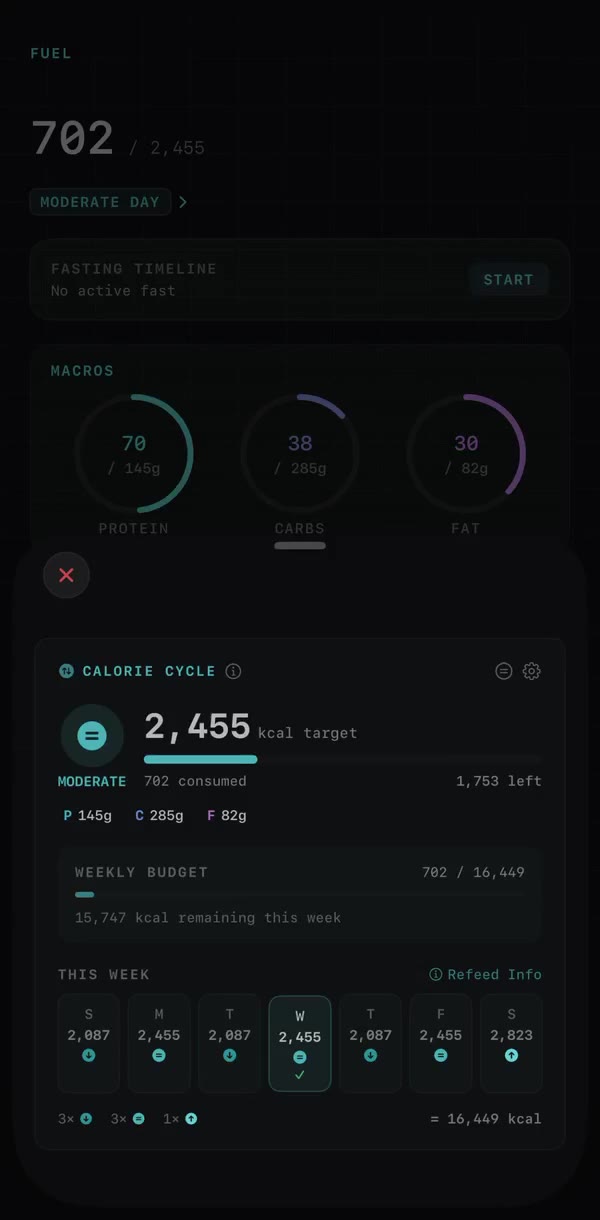 FUEL
702 / 2,455
MODERATE DAY
FASTING TIMELINE
No active fast
START
MACROS
70 / 145g
38 / 285g
30 / 82g
PROTEIN
CARBS
FAT
CALORIE CYCLE
2,455 kcal target
MODERATE
702 consumed
1,753 left
P 145g C 285g F 82g
WEEKLY BUDGET
702 / 16,449
15,747 kcal remaining this week
THIS WEEK
Refeed Info
S M T W T F S
2,087 2,455 2,087 2,455 2,087 2,455 2,823
3× 3× 1×
= 16,449 kcal